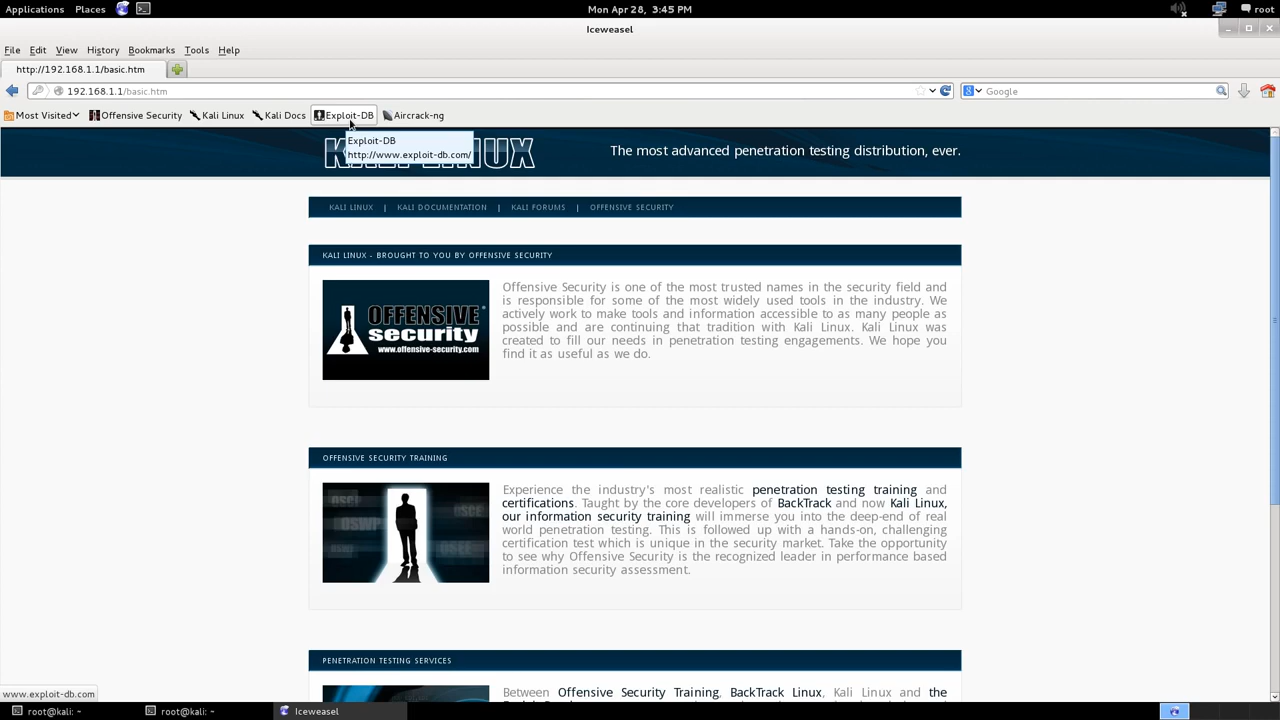 Applications Places Mon Apr 28, 3:45 PM root
Iceweasel
File Edit View History Bookmarks Tools Help
http://192.168.1.1/basic.htm
192.168.1.1/basic.htm Google
Most Visited Offensive Security Kali Linux Kali Docs Exploit-DB Aircrack-ng
Exploit-DB
http://www.exploit-db.com/
The most advanced penetration testing distribution, ever.
KALI LINUX | KALI DOCUMENTATION | KALI FORUMS | OFFENSIVE SECURITY
KALI LINUX - BROUGHT TO YOU BY OFFENSIVE SECURITY
OFFENSIVE
security
www.offensive-security.com
Offensive Security is one of the most trusted names in the security field and
is responsible for some of the most widely used tools in the industry. We
actively work to make tools and information accessible to as many people as
possible and are continuing that tradition with Kali Linux. Kali Linux was
created to fill our needs in penetration testing engagements. We hope you
find it as useful as we do.
OFFENSIVE SECURITY TRAINING
Experience the industry's most realistic penetration testing training and
certifications. Taught by the core developers of BackTrack and now Kali Linux,
our information security training will immerse you into the deep-end of real
world penetration testing. This is followed up with a hands-on, challenging
certification test which is unique in the security market. Take the opportunity
to see why Offensive Security is the recognized leader in performance based
information security assessment.
PENETRATION TESTING SERVICES
Between Offensive Security Training, BackTrack Linux, Kali Linux and the
www.exploit-db.com
root@kali: ~ root@kali: ~ Iceweasel